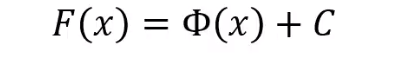 F(x) = Φ(x) + C